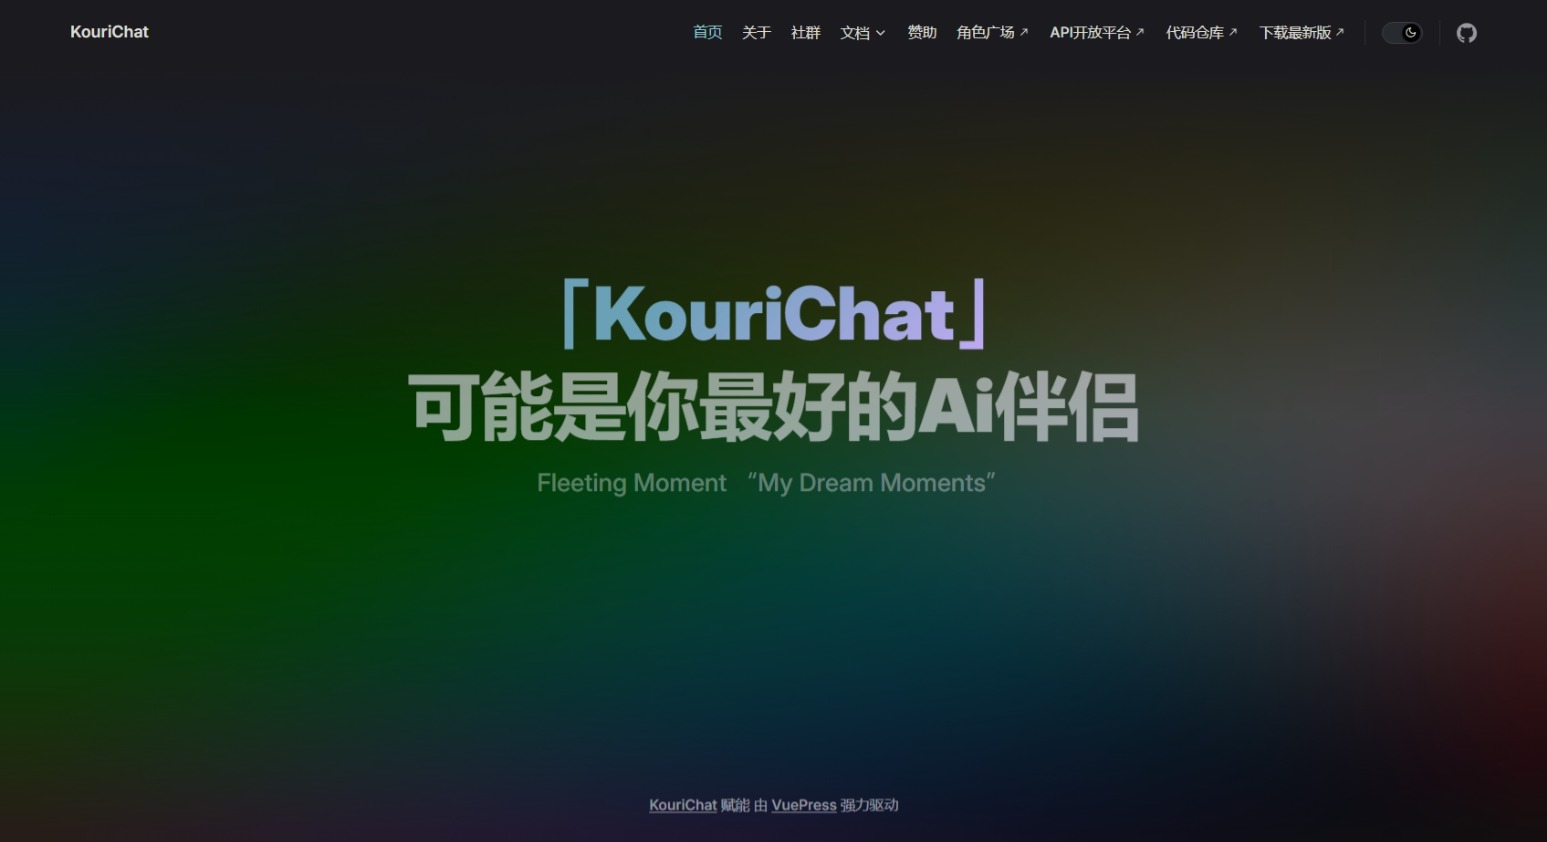 KouriChat
首页 关于 社群 文档 赞助 角色广场 API开放平台 代码仓库 下载最新版
「KouriChat」
可能是你最好的Ai伴侣
Fleeting Moment “My Dream Moments”
KouriChat 赋能 由 VuePress 强力驱动